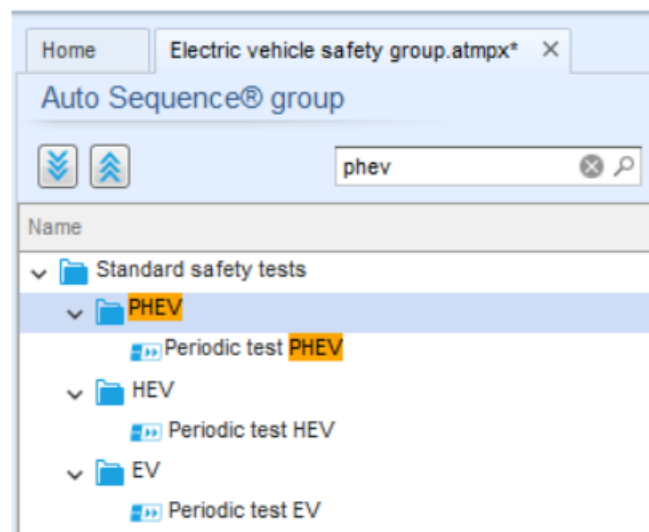 Home
Electric vehicle safety group.atmpx*
Auto Sequence® group
phev
Name
Standard safety tests
PHEV
Periodic test PHEV
HEV
Periodic test HEV
EV
Periodic test EV